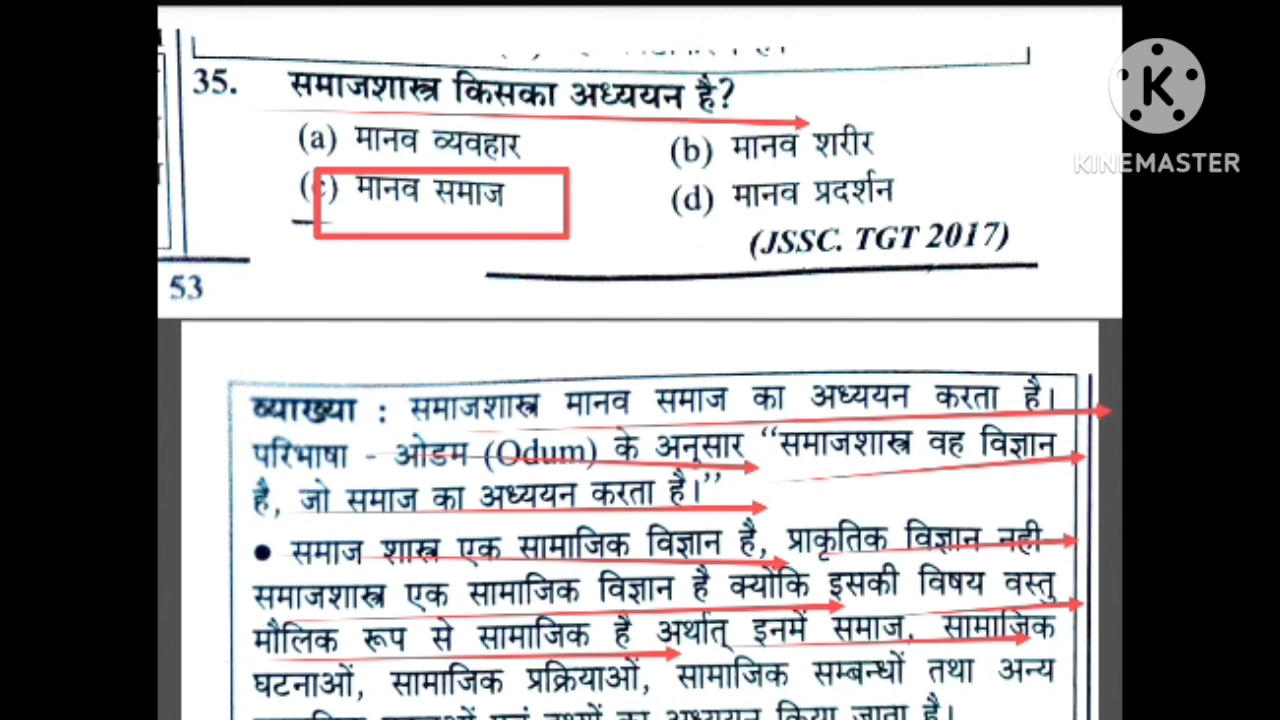 35. समाजशास्त्र किसका अध्ययन है?
(a) मानव व्यवहार (b) मानव शरीर
(c) मानव समाज (d) मानव प्रदर्शन
(JSSC. TGT 2017)
53
K
KINEMASTER
व्याख्या : समाजशास्त्र मानव समाज का अध्ययन करता है।
परिभाषा - ओडम (Odum) के अनुसार “समाजशास्त्र वह विज्ञान
है, जो समाज का अध्ययन करता है।”
• समाज शास्त्र एक सामाजिक विज्ञान है, प्राकृतिक विज्ञान नही
समाजशास्त्र एक सामाजिक विज्ञान है क्योंकि इसकी विषय वस्तु
मौलिक रूप से सामाजिक है अर्थात् इनमें समाज, सामाजिक
घटनाओं, सामाजिक प्रक्रियाओं, सामाजिक सम्बन्धों तथा अन्य
का अध्ययन किया जाता है।